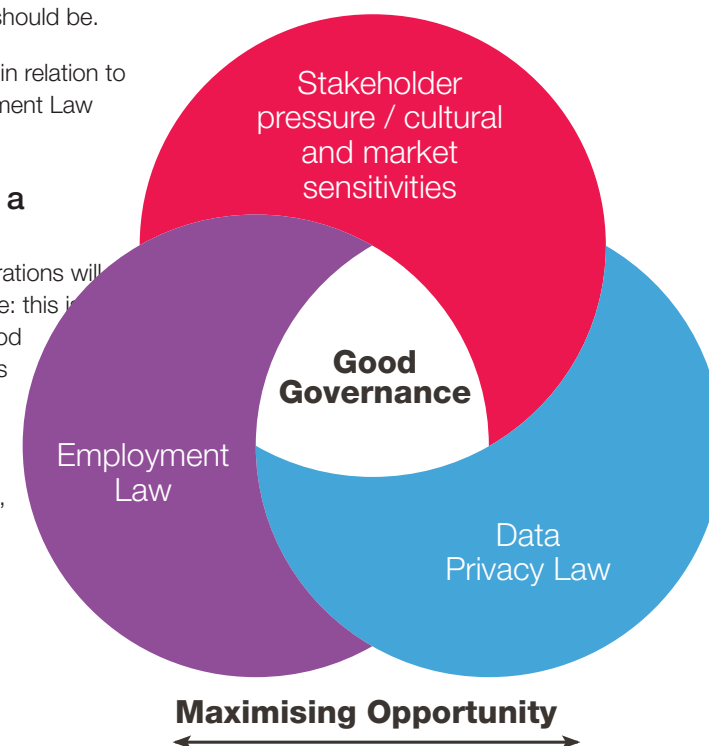 should be.
in relation to
ment Law
a
rations will
e: this is
od
s
,
Stakeholder
pressure / cultural
and market
sensitivities
Good
Governance
Employment
Law
Data
Privacy Law
Maximising Opportunity